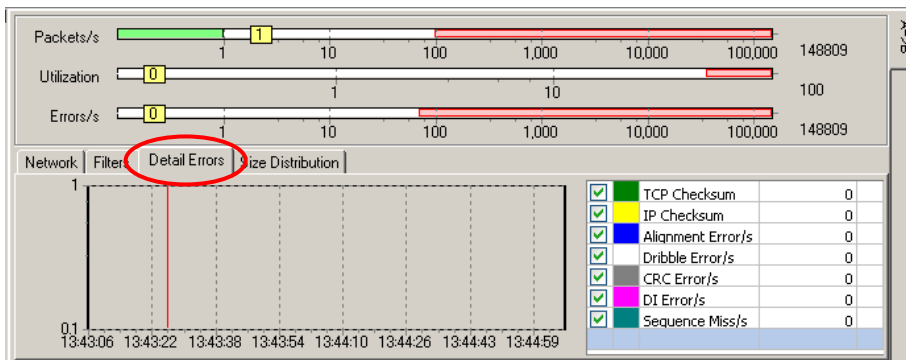 Packets/s 1
1 10 100 1,000 10,000 100,000 148809
Utilization 0
1 10 100
Errors/s 0
1 10 100 1,000 10,000 100,000 148809
Network Filters Detail Errors Size Distribution
1
0.1
13:43:06 13:43:22 13:43:38 13:43:54 13:44:10 13:44:26 13:44:43 13:44:59
TCP Checksum 0
IP Checksum 0
Alignment Error/s 0
Dribble Error/s 0
CRC Error/s 0
DI Error/s 0
Sequence Miss/s 0